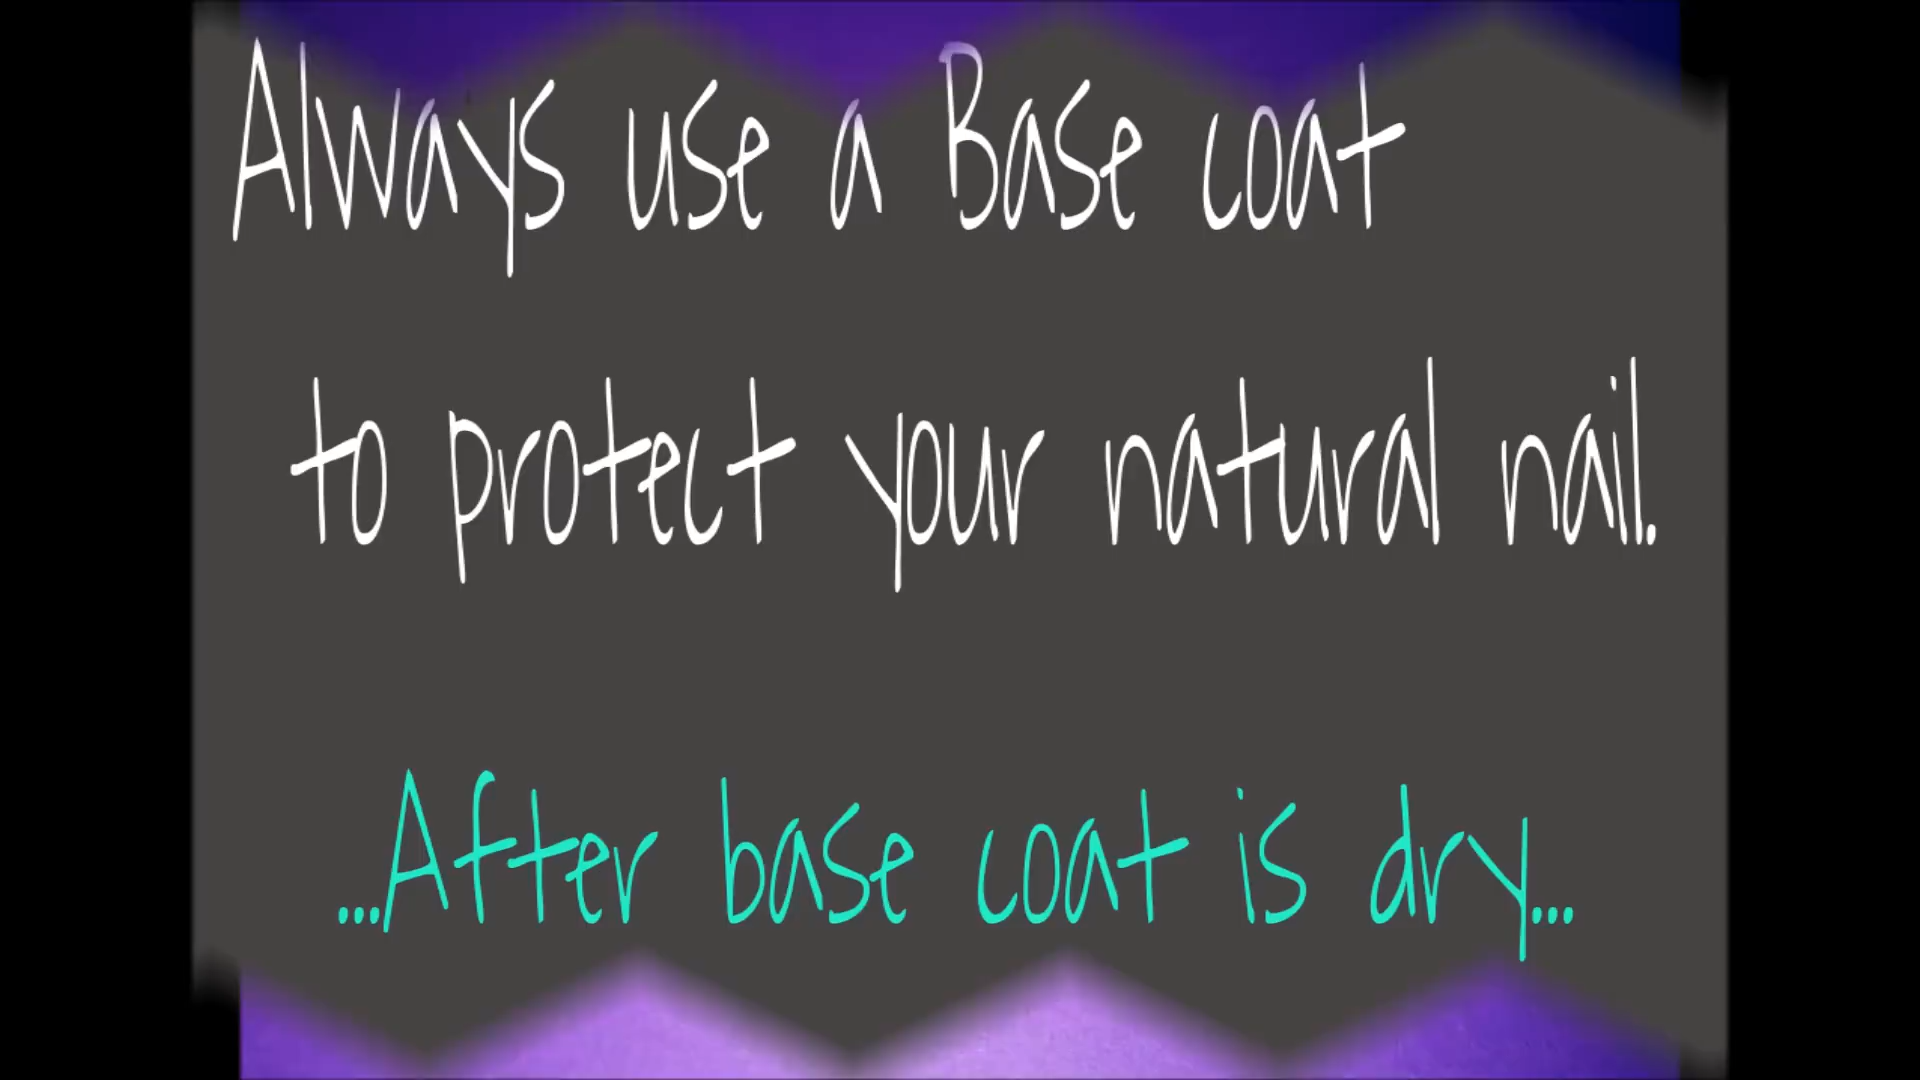 Always use a Base coat
to protect your natural nail.
...After base coat is dry...